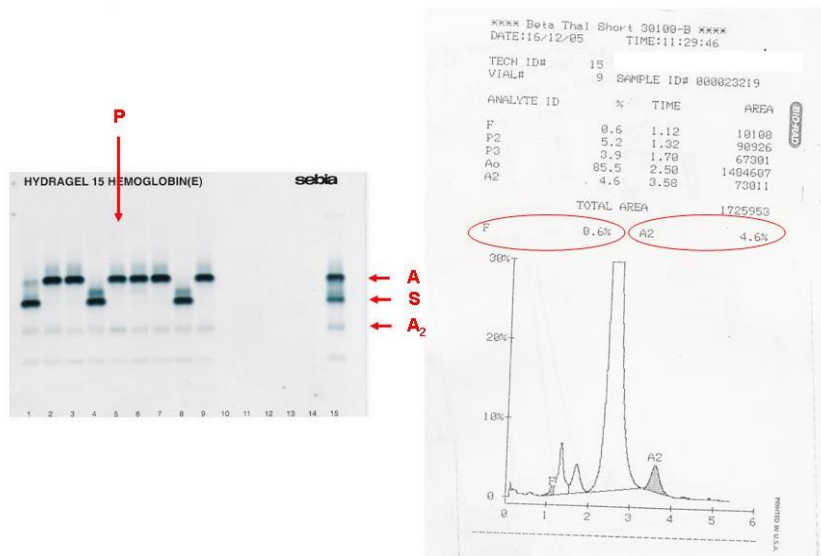 P
HYDRAGEL 15 HEMOGLOBIN(E) sebia
A
S
A2
1 2 3 4 5 6 7 8 9 10 11 12 13 14 15
**** Beta Thal Short 30100-B ****
DATE:16/12/05 TIME:11:29:46
TECH ID# 15
VIAL# 9 SAMPLE ID# 000023219
ANALYTE ID % TIME AREA
F 0.6 1.12 10108
P2 5.2 1.32 90926
P3 3.9 1.70 67301
Ao 85.5 2.50 1484607
A2 4.6 3.58 73011
TOTAL AREA 1725953
F 0.6% A2 4.6%
BIO-RAD
30%
20%
10%
0
A2
0 1 2 3 4 5 6
PRINTED IN U.S.A.